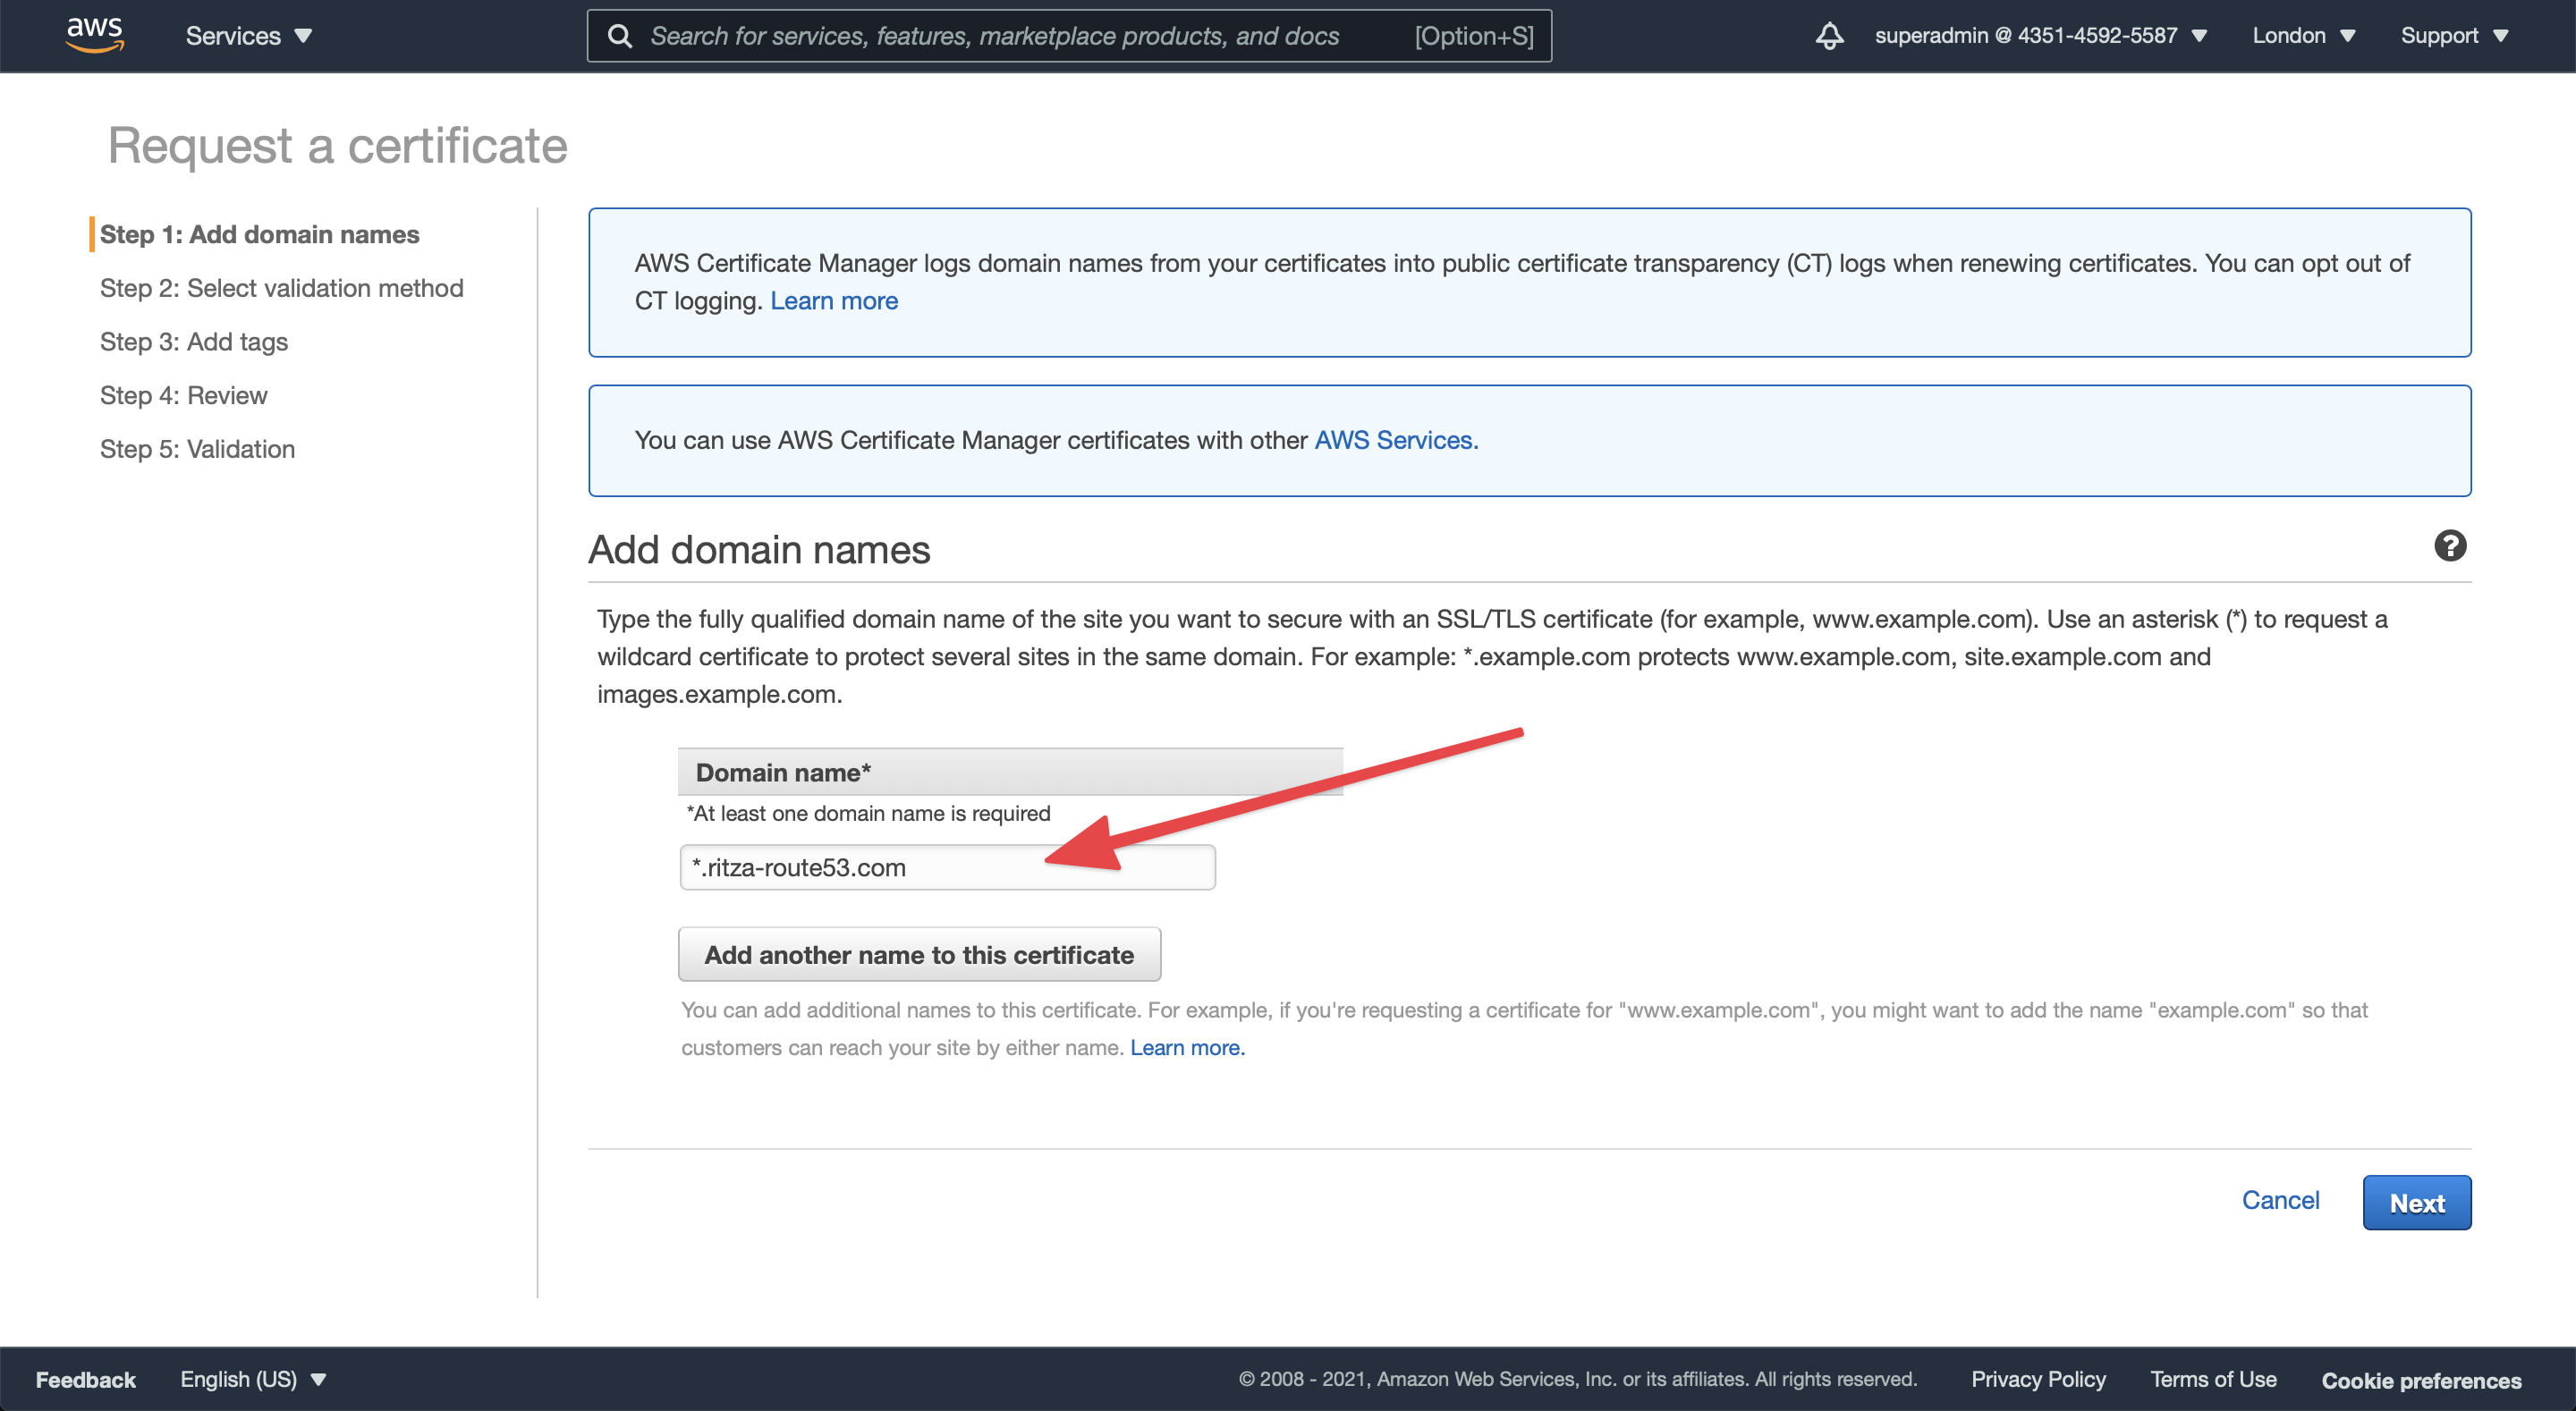 aws
Services
Search for services, features, marketplace products, and docs [Option+S]
superadmin @ 4351-4592-5587
London
Support
Request a certificate
Step 1: Add domain names
Step 2: Select validation method
Step 3: Add tags
Step 4: Review
Step 5: Validation
AWS Certificate Manager logs domain names from your certificates into public certificate transparency (CT) logs when renewing certificates. You can opt out of
CT logging. Learn more
You can use AWS Certificate Manager certificates with other AWS Services.
Add domain names
?
Type the fully qualified domain name of the site you want to secure with an SSL/TLS certificate (for example, www.example.com). Use an asterisk (*) to request a
wildcard certificate to protect several sites in the same domain. For example: *.example.com protects www.example.com, site.example.com and
images.example.com.
Domain name*
*At least one domain name is required
*.ritza-route53.com
Add another name to this certificate
You can add additional names to this certificate. For example, if you're requesting a certificate for "www.example.com", you might want to add the name "example.com" so that
customers can reach your site by either name. Learn more.
Cancel
Next
Feedback
English (US)
© 2008 - 2021, Amazon Web Services, Inc. or its affiliates. All rights reserved.
Privacy Policy
Terms of Use
Cookie preferences